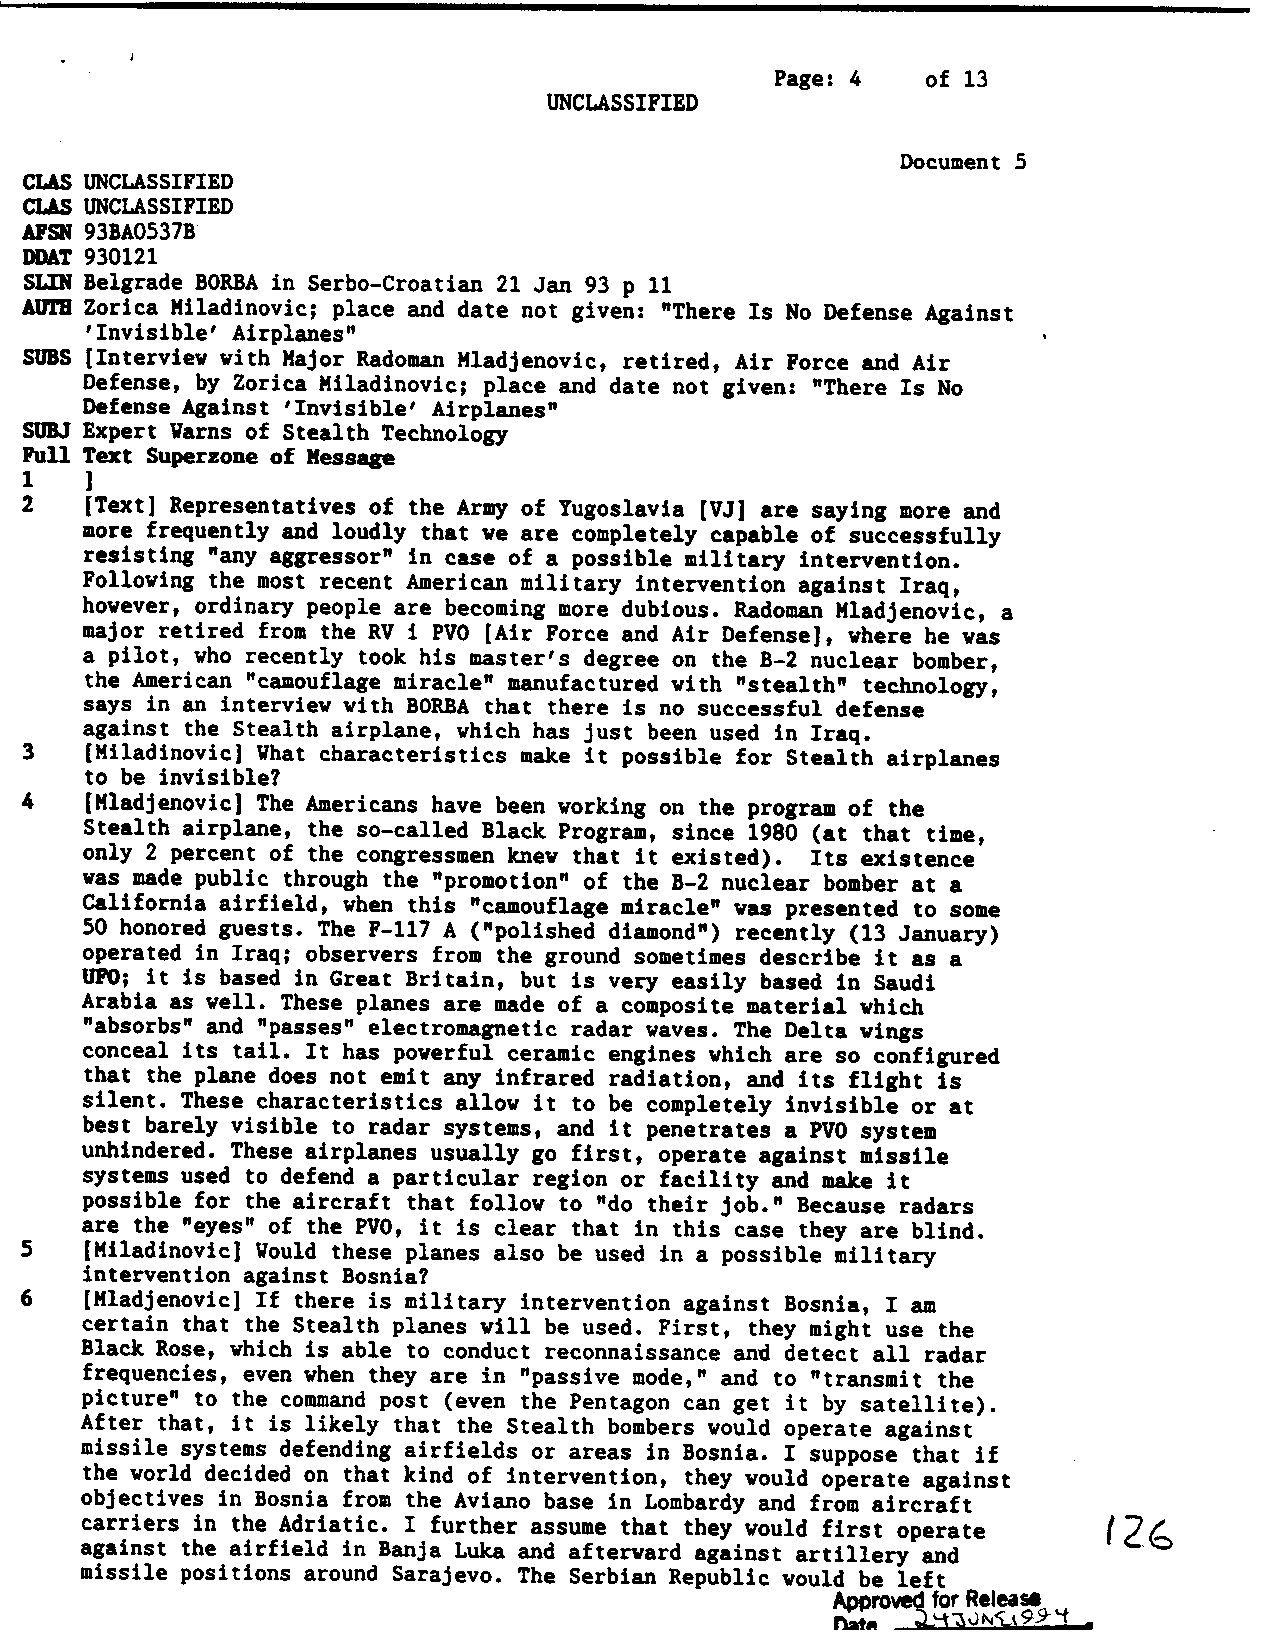 Page: 4 of 13
UNCLASSIFIED
Document 5
CLAS UNCLASSIFIED
CLAS UNCLASSIFIED
AFSN 93BA0537B
DDAT 930121
SLIN Belgrade BORBA in Serbo-Croatian 21 Jan 93 p 11
AUTH Zorica Miladinovic; place and date not given: "There Is No Defense Against
'Invisible' Airplanes"
SUBS [Interview with Major Radoman Mladjenovic, retired, Air Force and Air
Defense, by Zorica Miladinovic; place and date not given: "There Is No
Defense Against 'Invisible' Airplanes"
SUBJ Expert Warns of Stealth Technology
Full Text Superzone of Message
1 ]
2 [Text] Representatives of the Army of Yugoslavia [VJ] are saying more and
more frequently and loudly that we are completely capable of successfully
resisting "any aggressor" in case of a possible military intervention.
Following the most recent American military intervention against Iraq,
however, ordinary people are becoming more dubious. Radoman Mladjenovic, a
major retired from the RV i PVO [Air Force and Air Defense], where he was
a pilot, who recently took his master's degree on the B-2 nuclear bomber,
the American "camouflage miracle" manufactured with "stealth" technology,
says in an interview with BORBA that there is no successful defense
against the Stealth airplane, which has just been used in Iraq.
3 [Miladinovic] What characteristics make it possible for Stealth airplanes
to be invisible?
4 [Mladjenovic] The Americans have been working on the program of the
Stealth airplane, the so-called Black Program, since 1980 (at that time,
only 2 percent of the congressmen knew that it existed). Its existence
was made public through the "promotion" of the B-2 nuclear bomber at a
California airfield, when this "camouflage miracle" was presented to some
50 honored guests. The F-117 A ("polished diamond") recently (13 January)
operated in Iraq; observers from the ground sometimes describe it as a
UFO; it is based in Great Britain, but is very easily based in Saudi
Arabia as well. These planes are made of a composite material which
"absorbs" and "passes" electromagnetic radar waves. The Delta wings
conceal its tail. It has powerful ceramic engines which are so configured
that the plane does not emit any infrared radiation, and its flight is
silent. These characteristics allow it to be completely invisible or at
best barely visible to radar systems, and it penetrates a PVO system
unhindered. These airplanes usually go first, operate against missile
systems used to defend a particular region or facility and make it
possible for the aircraft that follow to "do their job." Because radars
are the "eyes" of the PVO, it is clear that in this case they are blind.
5 [Miladinovic] Would these planes also be used in a possible military
intervention against Bosnia?
6 [Mladjenovic] If there is military intervention against Bosnia, I am
certain that the Stealth planes will be used. First, they might use the
Black Rose, which is able to conduct reconnaissance and detect all radar
frequencies, even when they are in "passive mode," and to "transmit the
picture" to the command post (even the Pentagon can get it by satellite).
After that, it is likely that the Stealth bombers would operate against
missile systems defending airfields or areas in Bosnia. I suppose that if
the world decided on that kind of intervention, they would operate against
objectives in Bosnia from the Aviano base in Lombardy and from aircraft
carriers in the Adriatic. I further assume that they would first operate
against the airfield in Banja Luka and afterward against artillery and
missile positions around Sarajevo. The Serbian Republic would be left
126
Approved for Release
Date 24 JUNE 1994